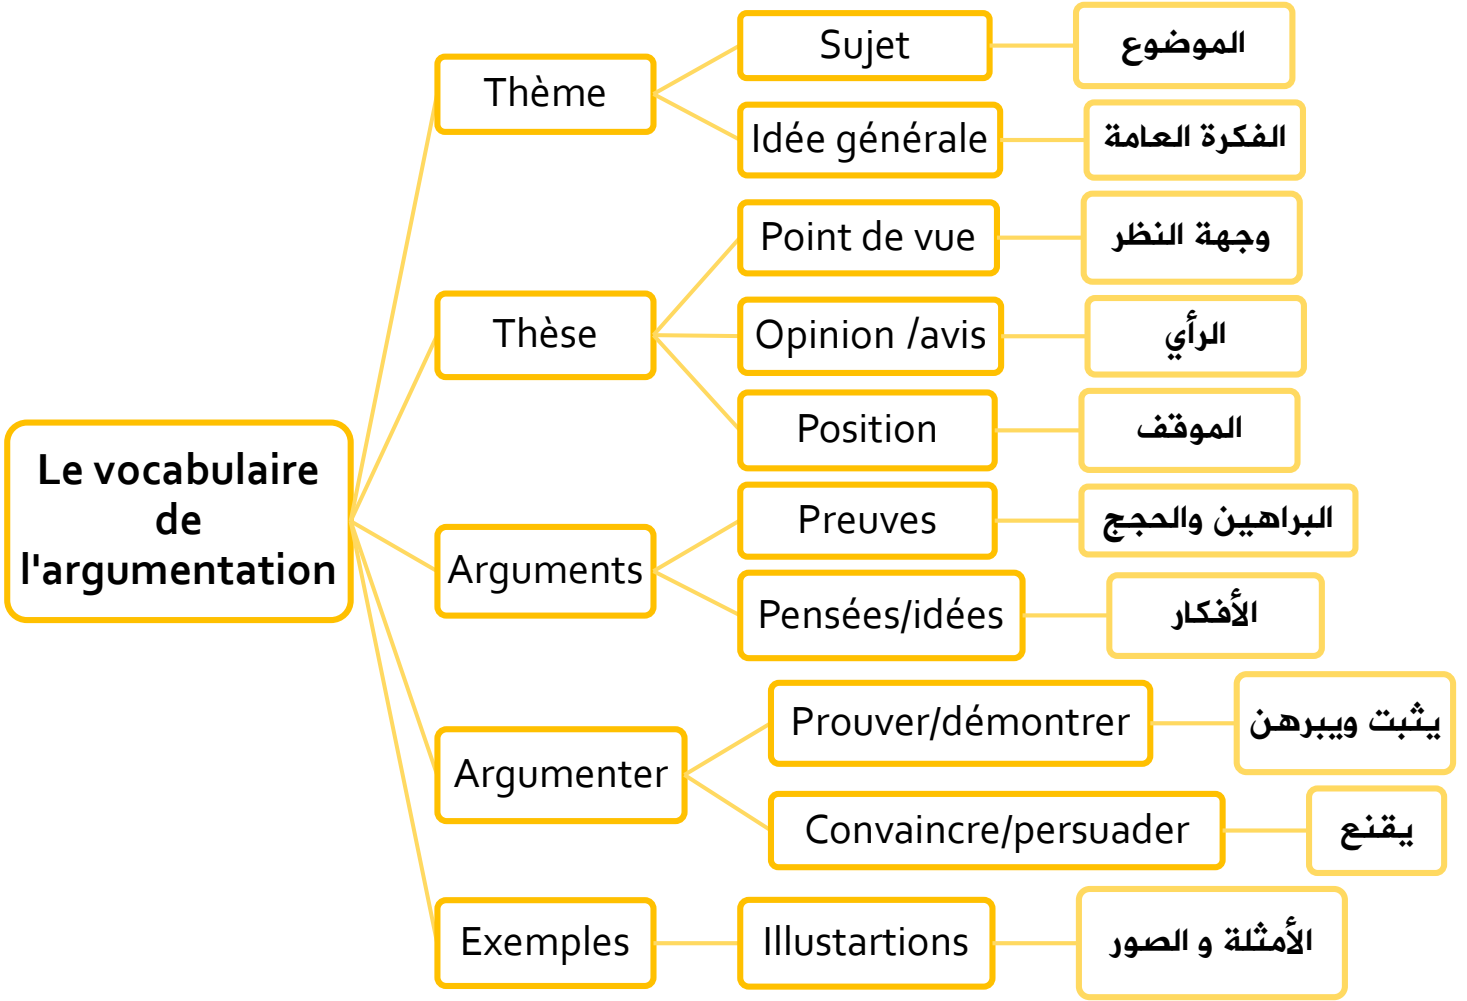 Le vocabulaire
de
l'argumentation
Thème
Sujet
الموضوع
Idée générale
الفكرة العامة
Thèse
Point de vue
وجهة النظر
Opinion /avis
الرأي
Position
الموقف
Arguments
Preuves
البراهين والحجج
Pensées/idées
الأفكار
Argumenter
Prouver/démontrer
يثبت ويبرهن
Convaincre/persuader
يقنع
Exemples
Illustartions
الأمثلة و الصور